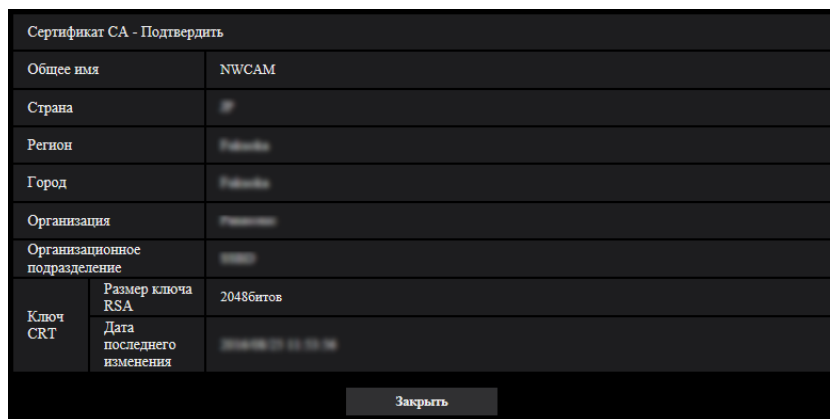 Сертификат CA - Подтвердить
Общее имя NWCAM
Страна
Регион
Город
Организация
Организационное
подразделение
Ключ
CRT
Размер ключа
RSA
2048битов
Дата
последнего
изменения
Закрыть